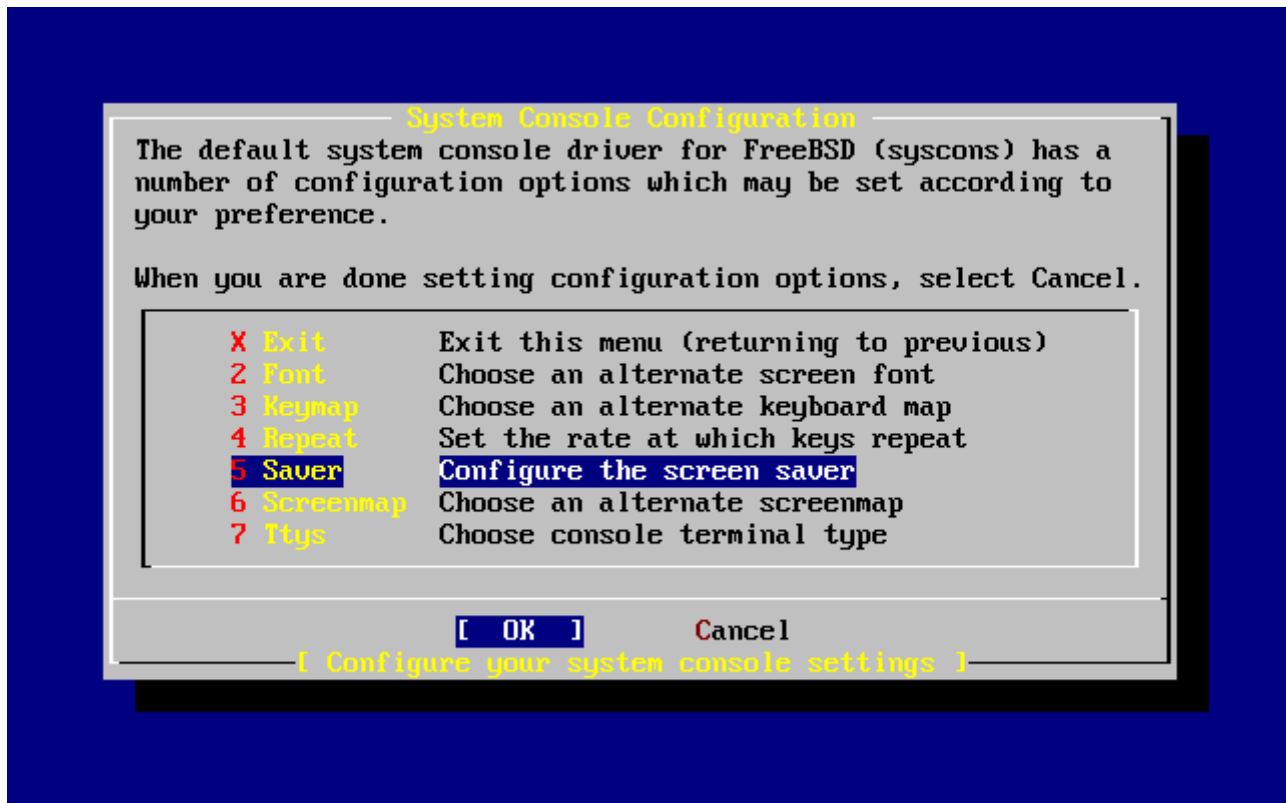 System Console Configuration
The default system console driver for FreeBSD (syscons) has a
number of configuration options which may be set according to
your preference.
When you are done setting configuration options, select Cancel.
X Exit Exit this menu (returning to previous)
2 Font Choose an alternate screen font
3 Keymap Choose an alternate keyboard map
4 Repeat Set the rate at which keys repeat
5 Saver Configure the screen saver
6 Screenmap Choose an alternate screenmap
7 Ttys Choose console terminal type
[ OK ] Cancel
[ Configure your system console settings ]